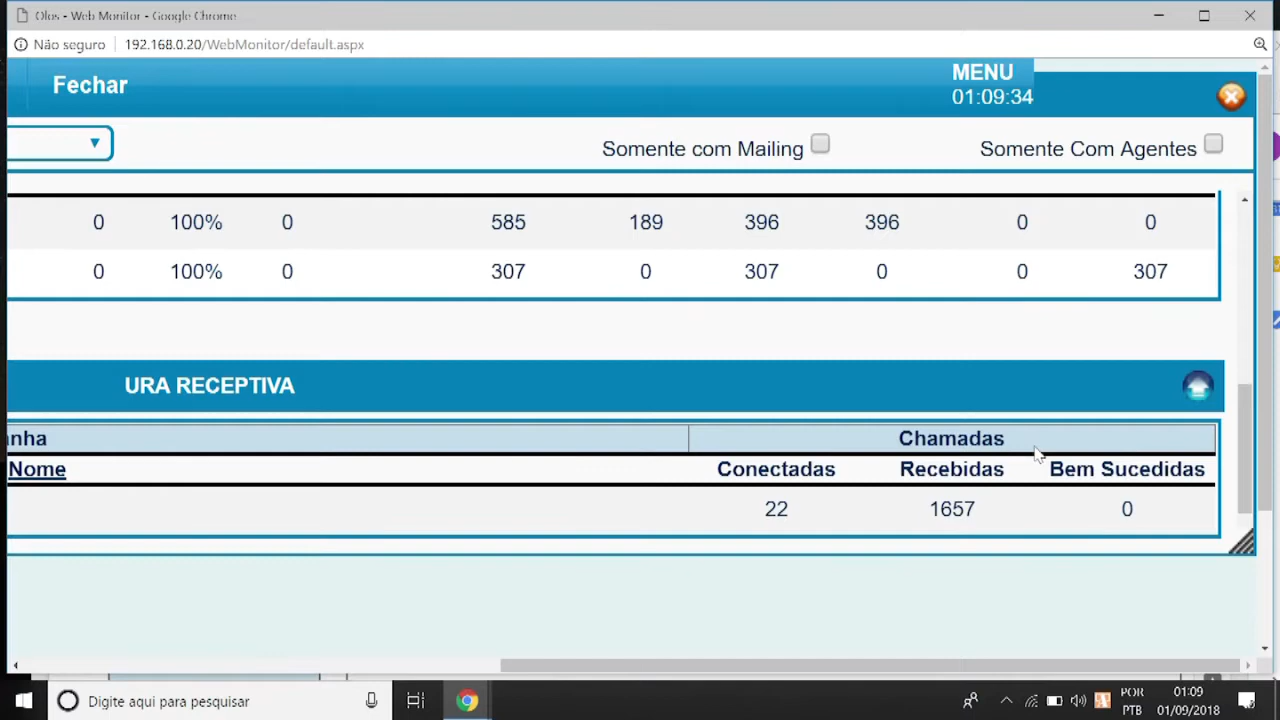 Olos - Web Monitor - Google Chrome
Não seguro 192.168.0.20/WebMonitor/default.aspx
Fechar
MENU
01:09:34
Somente com Mailing
Somente Com Agentes
0 100% 0 585 189 396 396 0 0
0 100% 0 307 0 307 0 0 307
URA RECEPTIVA
anha Chamadas
Nome Conectadas Recebidas Bem Sucedidas
22 1657 0
Digite aqui para pesquisar
POR
PTB
01:09
01/09/2018